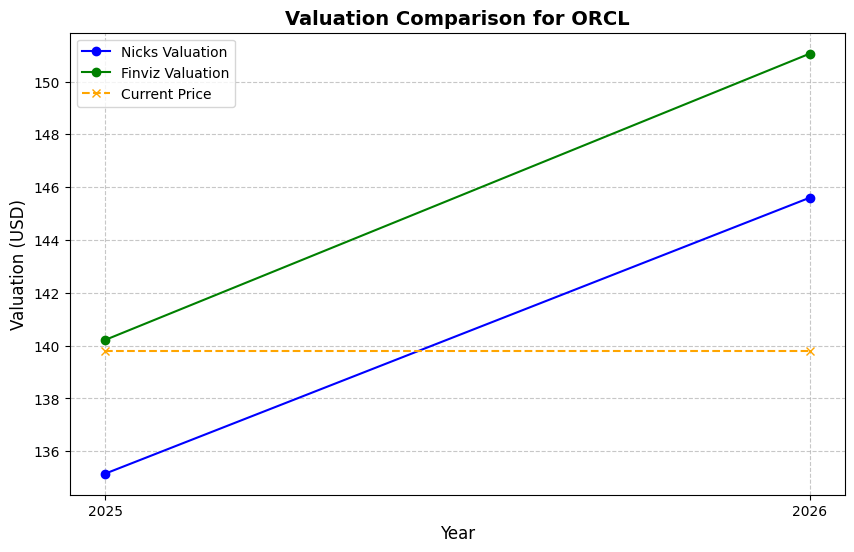 Valuation Comparison for ORCL
Nicks Valuation
Finviz Valuation
Current Price
Valuation (USD)
150
148
146
144
142
140
138
136
2025
2026
Year